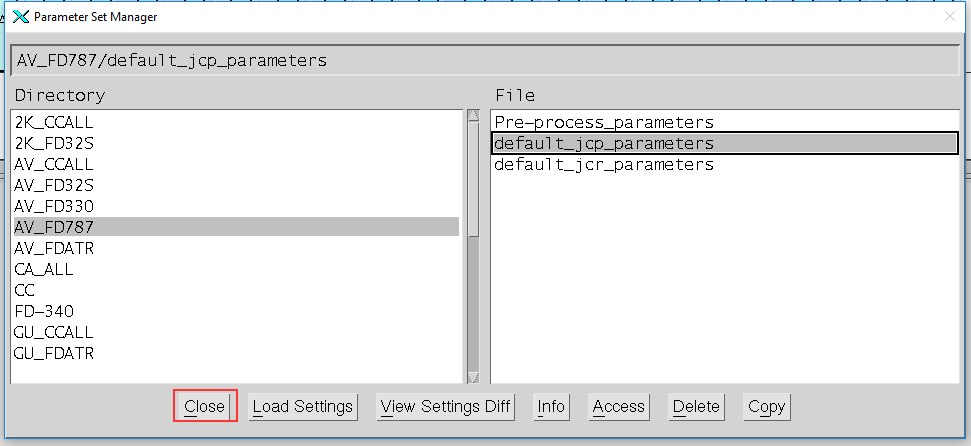 Parameter Set Manager
AV_FD787/default_jcp_parameters
Directory
File
2K_CCALL
2K_FD32S
AV_CCALL
AV_FD32S
AV_FD330
AV_FD787
AV_FDATR
CA_ALL
CC
FD-340
GU_CCALL
GU_FDATR
Pre-process_parameters
default_jcp_parameters
default_jcr_parameters
Close Load Settings View Settings Diff Info Access Delete Copy